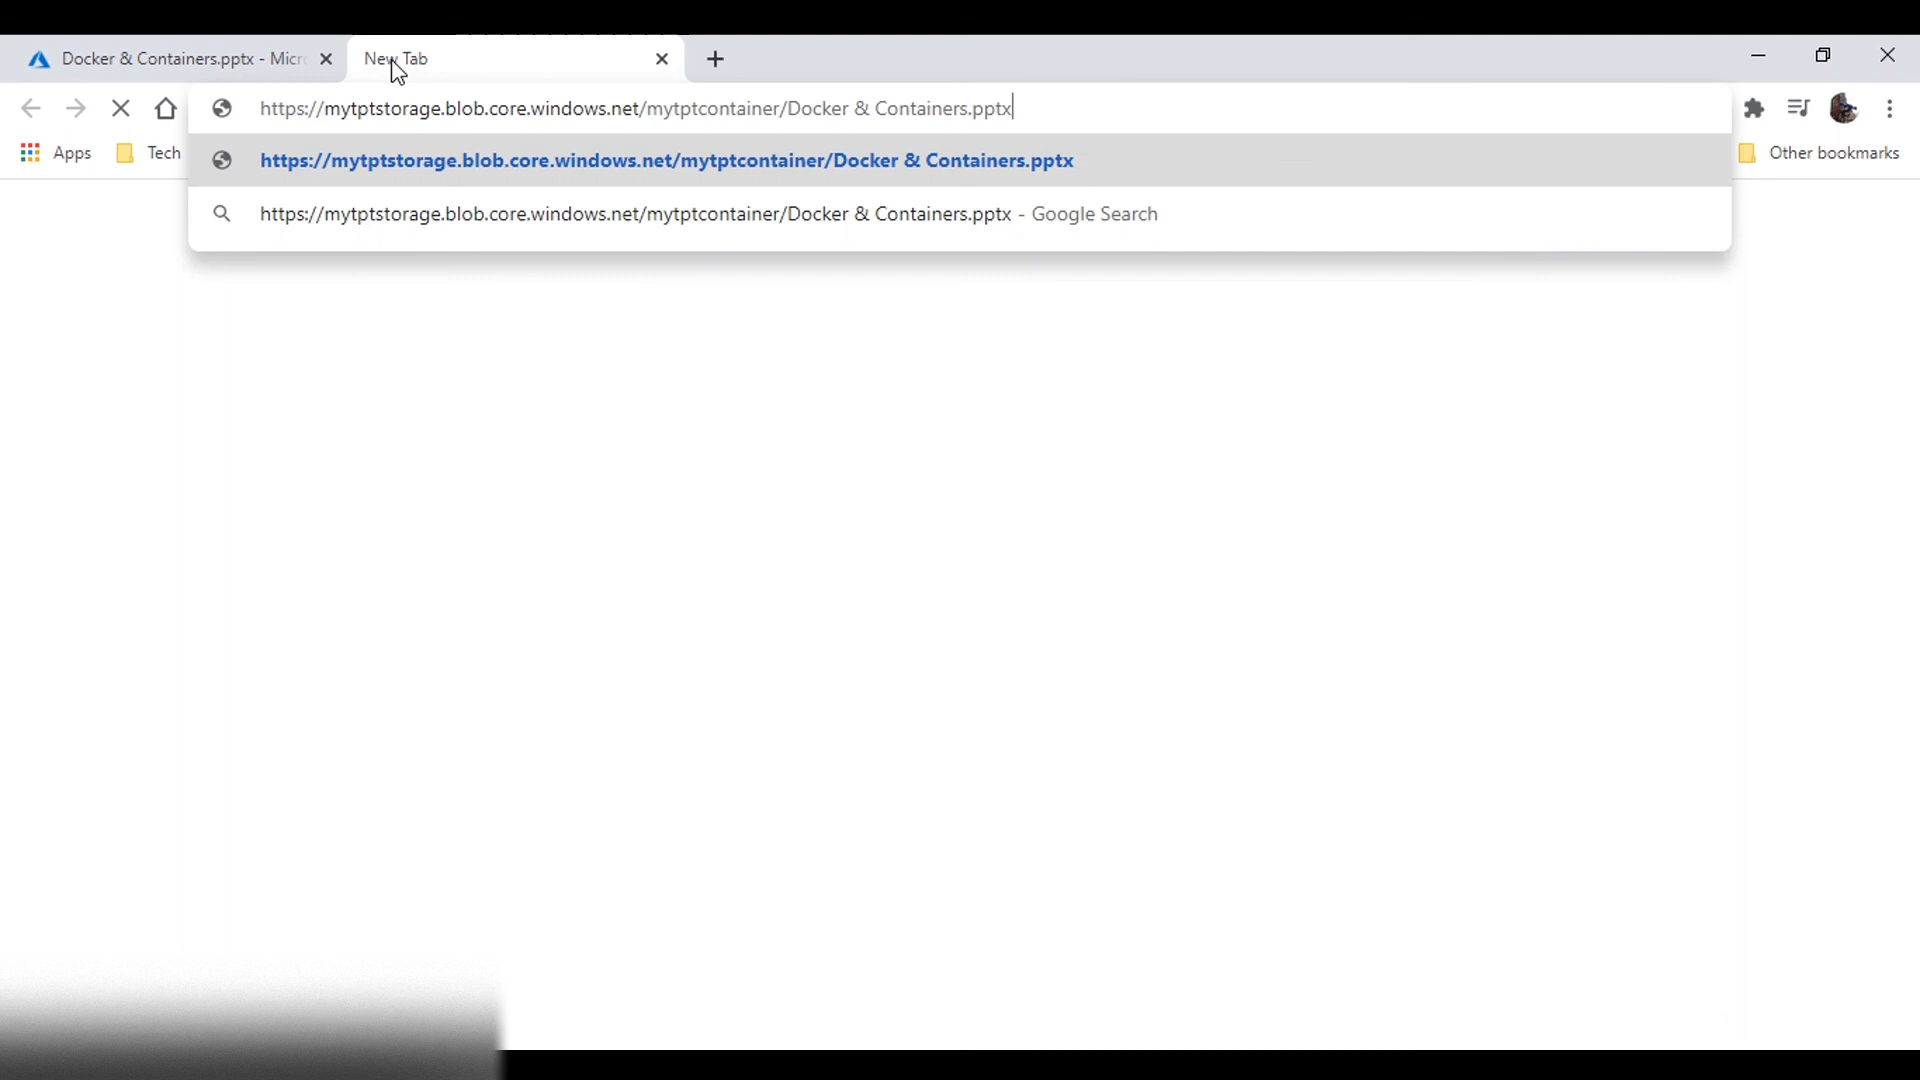 Docker & Containers.pptx - Micr
New Tab
https://mytptstorage.blob.core.windows.net/mytptcontainer/Docker & Containers.pptx
Apps
Tech
https://mytptstorage.blob.core.windows.net/mytptcontainer/Docker & Containers.pptx
Other bookmarks
https://mytptstorage.blob.core.windows.net/mytptcontainer/Docker & Containers.pptx - Google Search